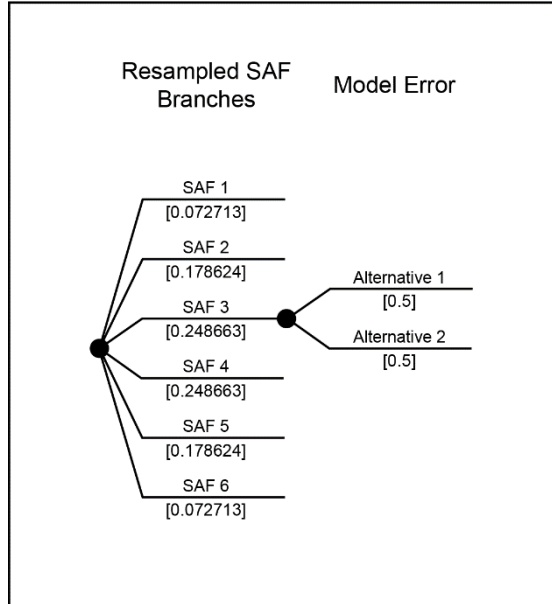 Resampled SAF
Branches
Model Error
SAF 1
[0.072713]
SAF 2
[0.178624]
SAF 3
[0.248663]
SAF 4
[0.248663]
SAF 5
[0.178624]
SAF 6
[0.072713]
Alternative 1
[0.5]
Alternative 2
[0.5]